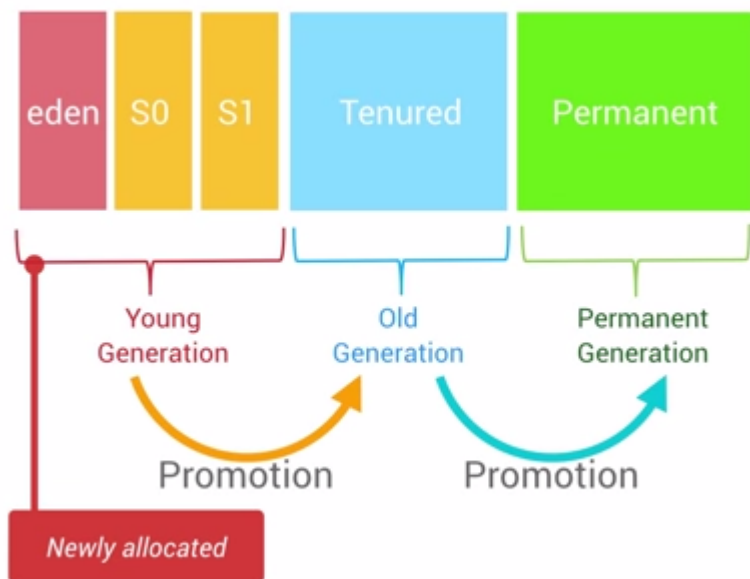 eden
S0
S1
Tenured
Permanent
Young
Generation
Old
Generation
Permanent
Generation
Promotion
Promotion
Newly allocated